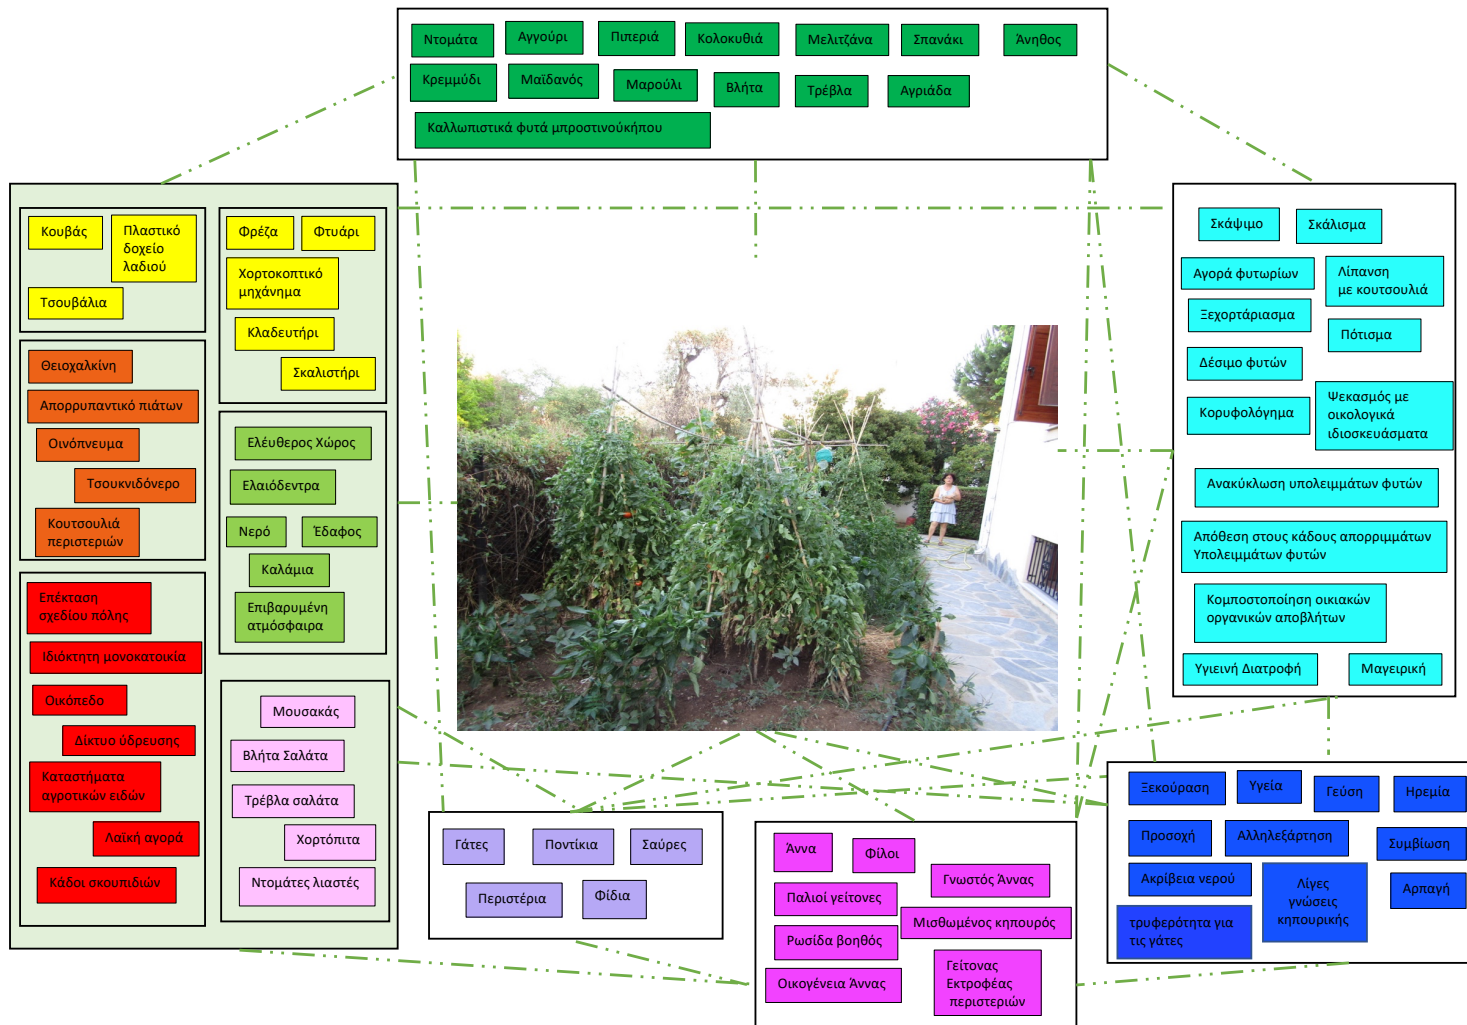 Ντομάτα
Αγγούρι
Πιπεριά
Κολοκυθιά
Μελιτζάνα
Σπανάκι
Άνηθος
Κρεμμύδι
Μαϊδανός
Μαρούλι
Βλήτα
Τρέβλα
Αγριάδα
Καλλωπιστικά φυτά μπροστινούκήπου
Κουβάς
Πλαστικό
δοχείο
λαδιού
Τσουβάλια
Φρέζα
Φτυάρι
Χορτοκοπτικό
μηχάνημα
Κλαδευτήρι
Σκαλιστήρι
Θειοχαλκίνη
Απορρυπαντικό πιάτων
Οινόπνευμα
Τσουκνιδόνερο
Κουτσουλιά
περιστεριών
Ελέυθερος Χώρος
Ελαιόδεντρα
Νερό
Έδαφος
Καλάμια
Επιβαρυμένη
ατμόσφαιρα
Επέκταση
σχεδίου πόλης
Ιδιόκτητη μονοκατοικία
Οικόπεδο
Δίκτυο ύδρευσης
Καταστήματα
αγροτικών ειδών
Λαϊκή αγορά
Κάδοι σκουπιδιών
Μουσακάς
Βλήτα Σαλάτα
Τρέβλα σαλάτα
Χορτόπιτα
Ντομάτες λιαστές
Σκάψιμο
Σκάλισμα
Αγορά φυτωρίων
Λίπανση
με κουτσουλιά
Ξεχορτάριασμα
Πότισμα
Δέσιμο φυτών
Κορυφολόγημα
Ψεκασμός με
οικολογικά
ιδιοσκευάσματα
Ανακύκλωση υπολειμμάτων φυτών
Απόθεση στους κάδους απορριμμάτων
Υπολειμμάτων φυτών
Κομποστοποίηση οικιακών
οργανικών αποβλήτων
Υγιεινή Διατροφή
Μαγειρική
Γάτες
Ποντίκια
Σαύρες
Περιστέρια
Φίδια
Άννα
Φίλοι
Γνωστός Άννας
Παλιοί γείτονες
Μισθωμένος κηπουρός
Ρωσίδα βοηθός
Οικογένεια Άννας
Γείτονας
Εκτροφέας
περιστεριών
Ξεκούραση
Υγεία
Γεύση
Ηρεμία
Προσοχή
Αλληλεξάρτηση
Συμβίωση
Ακρίβεια νερού
Λίγες
γνώσεις
κηπουρικής
Αρπαγή
τρυφερότητα για
τις γάτες